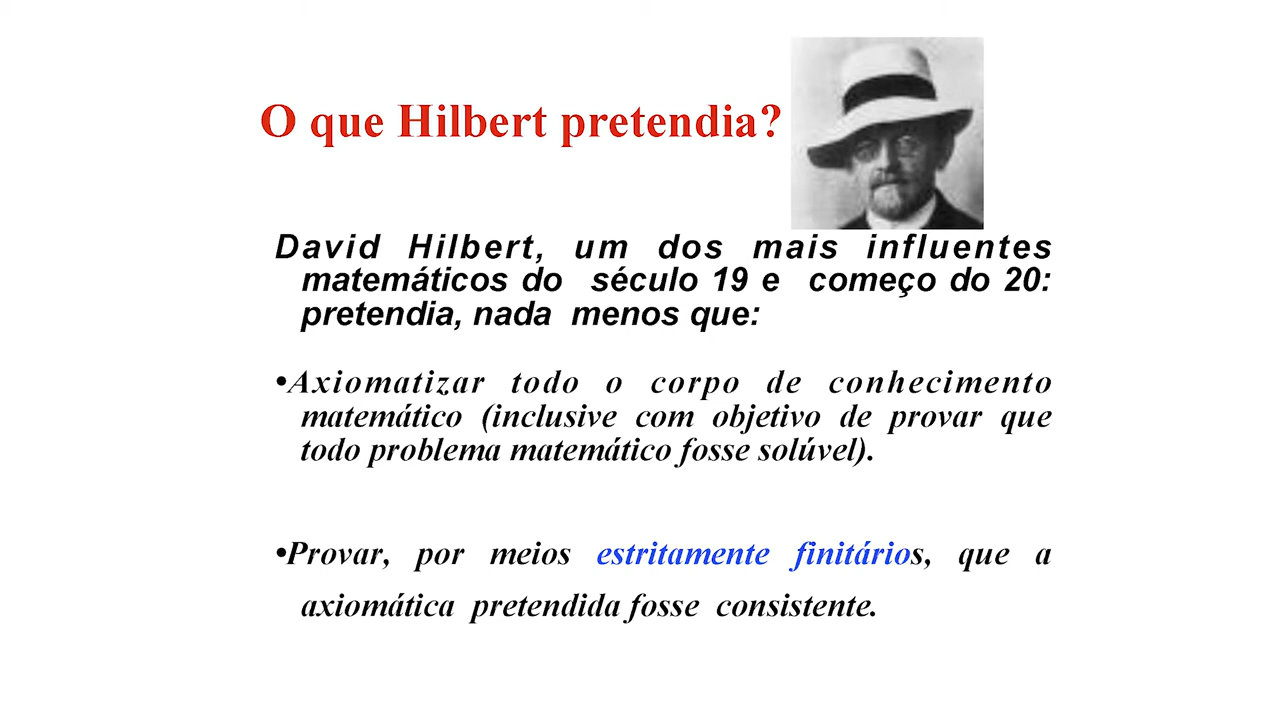 O que Hilbert pretendia?
David Hilbert, um dos mais influentes
matemáticos do século 19 e começo do 20:
pretendia, nada menos que:
•Axiomatizar todo o corpo de conhecimento
matemático (inclusive com objetivo de provar que
todo problema matemático fosse solúvel).
•Provar, por meios estritamente finitários, que a
axiomática pretendida fosse consistente.